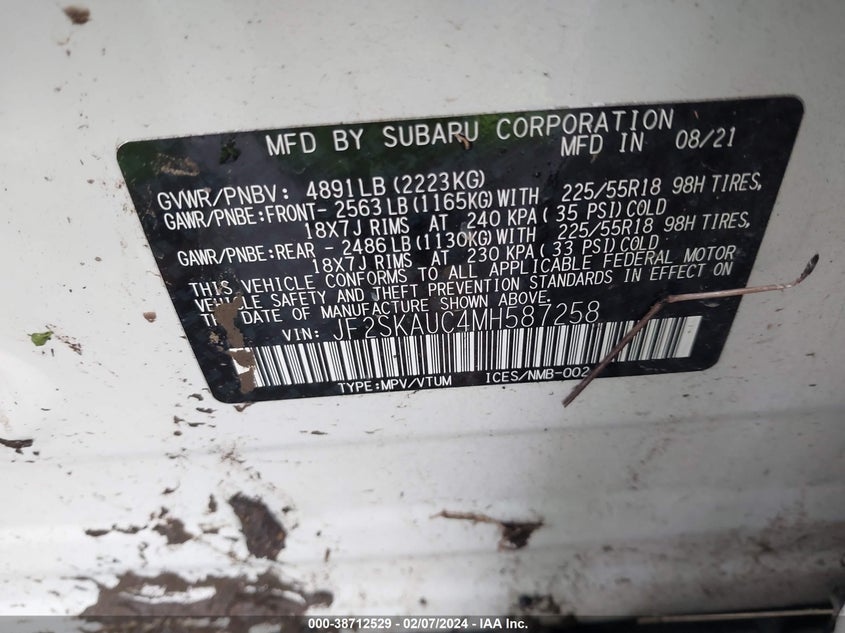 MFD BY SUBARU CORPORATION
MFD IN 08/21
GVWR/PNBV: 4891LB(2223KG)
GAWR/PNBE:FRONT- 2563LB(1165KG)WITH 225/55R18 98H TIRES,
18X7J RIMS AT 240 KPA(35 PSI)COLD
GAWR/PNBE:REAR - 2486LB(1130KG)WITH 225/55R18 98H TIRES,
18X7J RIMS AT 230 KPA(33 PSI)COLD
THIS VEHICLE CONFORMS TO ALL APPLICABLE FEDERAL MOTOR
VEHICLE SAFETY AND THEFT PREVENTION STANDARDS IN EFFECT ON
THE DATE OF MANUFACTURE SHOWN ABOVE.
VIN: JF2SKAUC4MH587258
TYPE:MPV/VTUM ICES/NMB-002
000-38712529 - 02/07/2024 - IAA Inc.